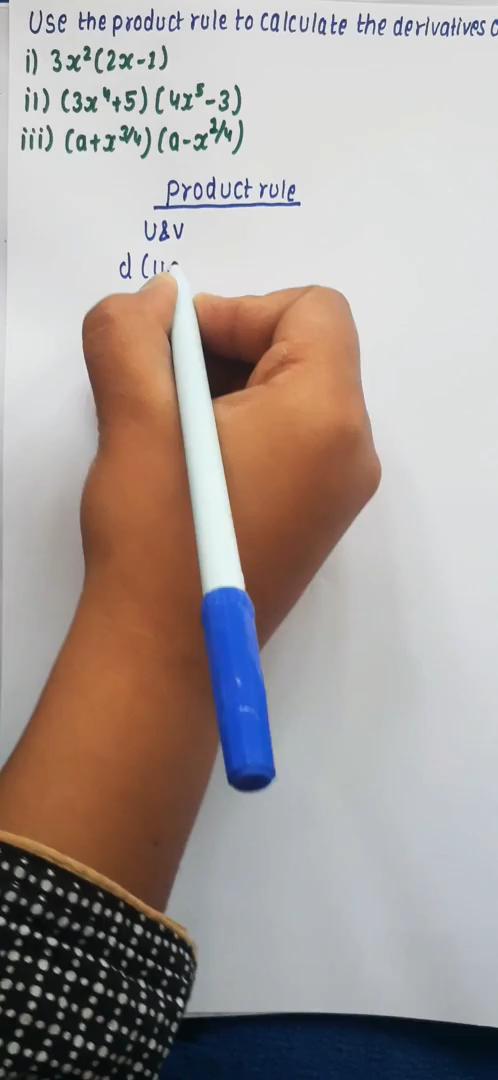 Use the product rule to calculate the derivatives
i) 3x²(2x-1)
ii) (3x⁴+5)(4x⁵-3)
iii) (a+x^3/4)(a-x^2/4)
product rule
U&V
d (u